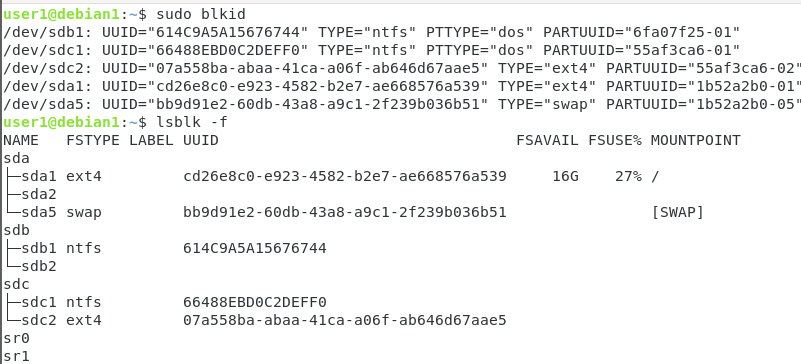 user1@debian1:~$ sudo blkid
/dev/sdb1: UUID="614C9A5A15676744" TYPE="ntfs" PTTYPE="dos" PARTUUID="6fa07f25-01"
/dev/sdc1: UUID="66488EBD0C2DEFF0" TYPE="ntfs" PTTYPE="dos" PARTUUID="55af3ca6-01"
/dev/sdc2: UUID="07a558ba-abaa-41ca-a06f-ab646d67aae5" TYPE="ext4" PARTUUID="55af3ca6-02"
/dev/sda1: UUID="cd26e8c0-e923-4582-b2e7-ae668576a539" TYPE="ext4" PARTUUID="1b52a2b0-01"
/dev/sda5: UUID="bb9d91e2-60db-43a8-a9c1-2f239b036b51" TYPE="swap" PARTUUID="1b52a2b0-05"
user1@debian1:~$ lsblk -f
NAME   FSTYPE LABEL UUID                                 FSAVAIL FSUSE% MOUNTPOINT
sda
├─sda1 ext4         cd26e8c0-e923-4582-b2e7-ae668576a539     16G    27% /
├─sda2
└─sda5 swap         bb9d91e2-60db-43a8-a9c1-2f239b036b51                [SWAP]
sdb
├─sdb1 ntfs         614C9A5A15676744
└─sdb2
sdc
├─sdc1 ntfs         66488EBD0C2DEFF0
└─sdc2 ext4         07a558ba-abaa-41ca-a06f-ab646d67aae5
sr0
sr1